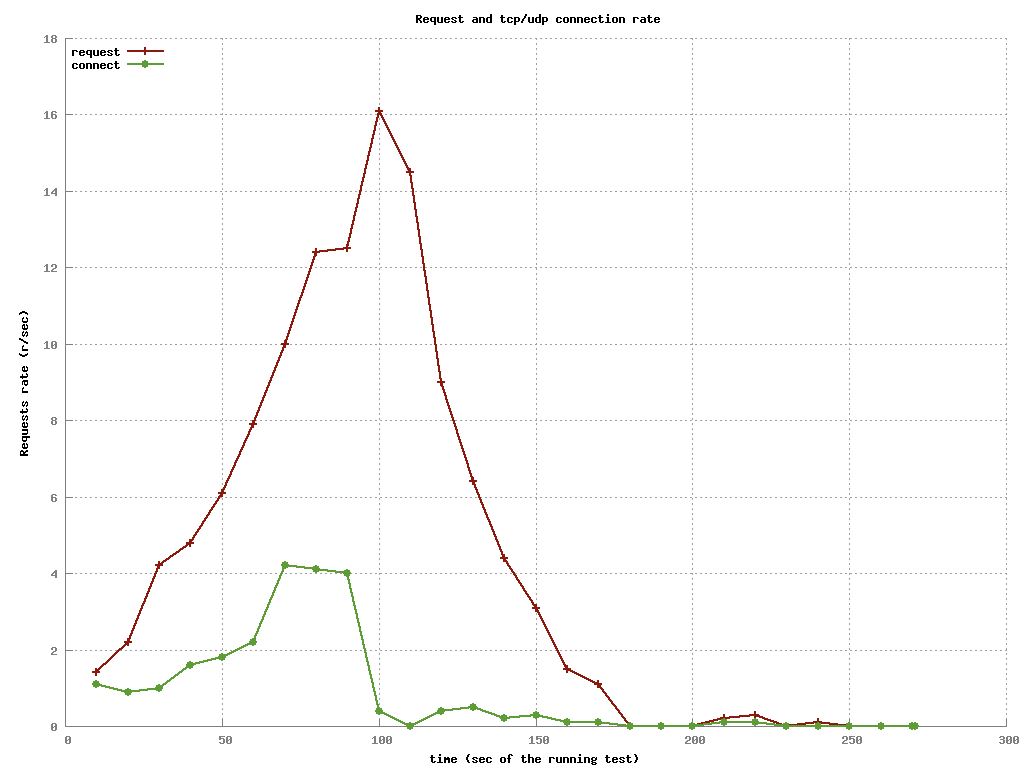 Request and tcp/udp connection rate
18
request
connect
16
14
12
10
8
6
4
2
0
Requests rate (r/sec)
0 50 100 150 200 250 300
time (sec of the running test)